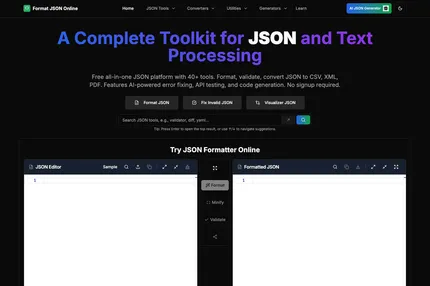 Format JSON Online
Home JSON Tools Converters Utilities Generators Learn
AI JSON Generator
A Complete Toolkit for JSON and Text
Processing
Free all-in-one JSON platform with 40+ tools. Format, validate, convert JSON to CSV, XML,
PDF. Features AI-powered error fixing, API testing, and code generation. No signup required.
Format JSON Fix Invalid JSON Visualizer JSON
Search JSON tools, e.g., validator, diff, yaml...
Tip: Press Enter to open the top result, or use ↑/↓ to navigate suggestions.
Try JSON Formatter Online
JSON Editor Sample
Formatted JSON
1
1
Format
Minify
Validate